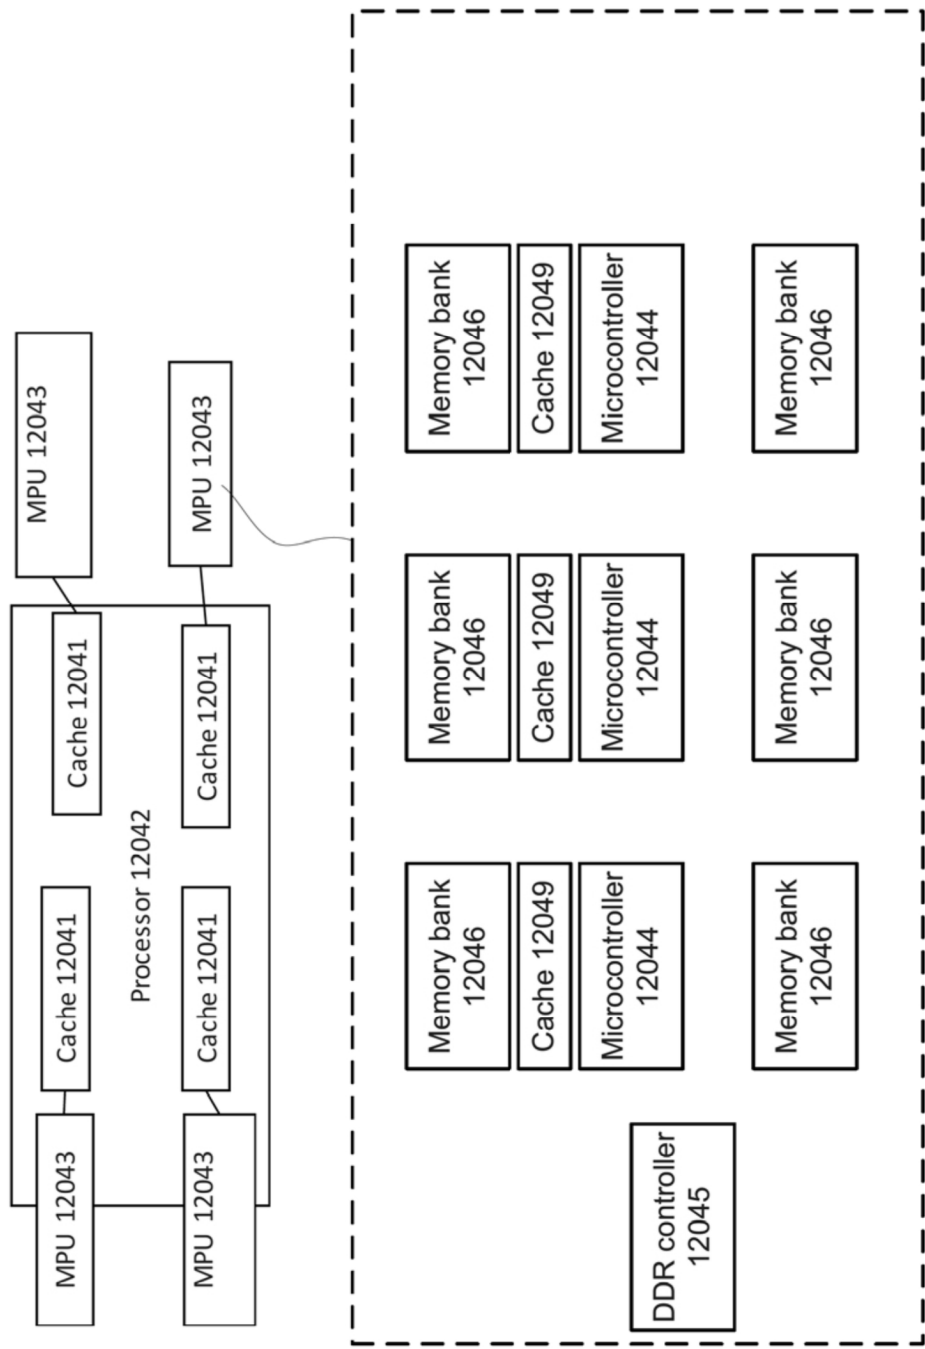 MPU 12043
Cache 12041
Cache 12041
MPU 12043
Processor 12042
MPU 12043
Cache 12041
Cache 12041
MPU 12043
Memory bank
12046
Memory bank
12046
Memory bank
12046
Cache 12049
Cache 12049
Cache 12049
Microcontroller
12044
Microcontroller
12044
Microcontroller
12044
DDR controller
12045
Memory bank
12046
Memory bank
12046
Memory bank
12046